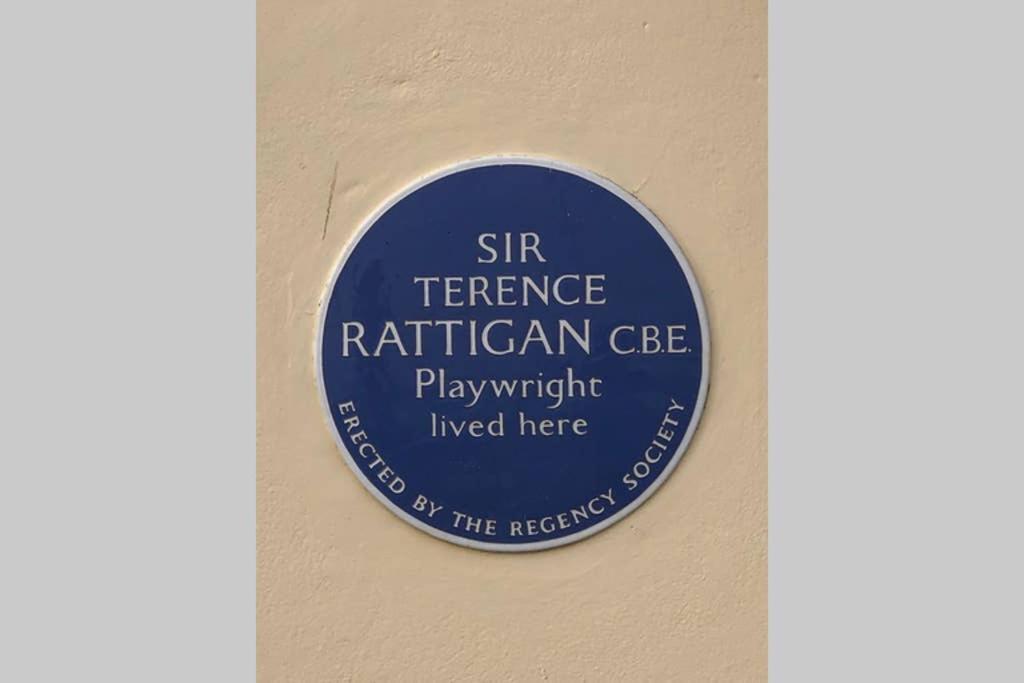 SIR
TERENCE
RATTIGAN C.B.E.
Playwright
lived here
ERECTED BY THE REGENCY SOCIETY